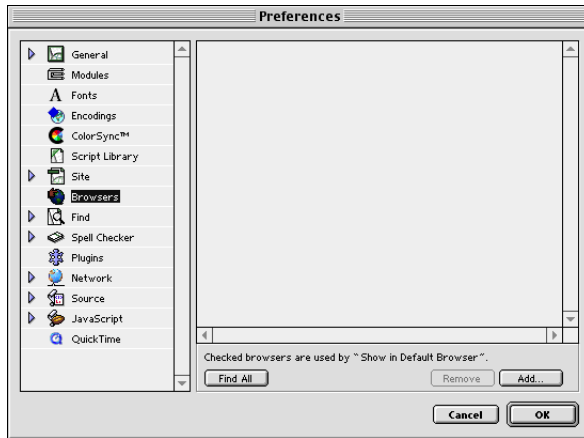 Preferences
General
Modules
Fonts
Encodings
ColorSync™
Script Library
Site
Browsers
Find
Spell Checker
Plugins
Network
Source
JavaScript
QuickTime
Checked browsers are used by "Show in Default Browser".
Find All
Remove
Add...
Cancel
OK